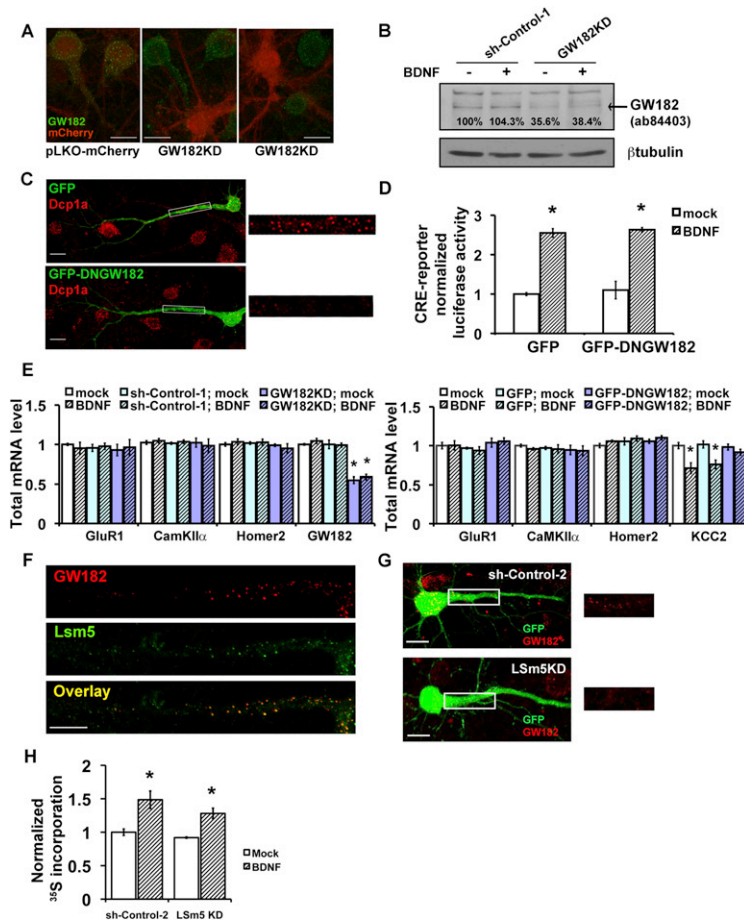 A
GW182
mCherry
pLKO-mCherry GW182KD GW182KD
B
sh-Control-1 GW182KD
BDNF - + - +
100% 104.3% 35.6% 38.4%
GW182
(ab84403)
βtubulin
C
GFP
Dcp1a
GFP-DNGW182
Dcp1a
D
CRE-reporter
normalized
luciferase activity
3
2
1
0
* *
mock
BDNF
GFP GFP-DNGW182
E
mock sh-Control-1; mock GW182KD; mock
BDNF sh-Control-1; BDNF GW182KD; BDNF
Total mRNA level
1.5
1
0.5
0
* *
GluR1 CamKIIα Homer2 GW182
mock GFP; mock GFP-DNGW182; mock
BDNF GFP; BDNF GFP-DNGW182; BDNF
Total mRNA level
1.5
1
0.5
0
* *
GluR1 CaMKIIα Homer2 KCC2
F
GW182
Lsm5
Overlay
G
sh-Control-2
GFP
GW182
LSm5KD
GFP
GW182
H
Normalized
³⁵S incorporation
2
1.5
1
0.5
0
* *
Mock
BDNF
sh-Control-2 LSm5 KD